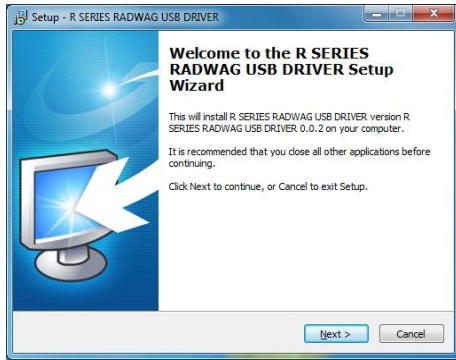 Setup - R SERIES RADWAG USB DRIVER
Welcome to the R SERIES
RADWAG USB DRIVER Setup
Wizard
This will install R SERIES RADWAG USB DRIVER version R
SERIES RADWAG USB DRIVER 0.0.2 on your computer.
It is recommended that you close all other applications before
continuing.
Click Next to continue, or Cancel to exit Setup.
Next >
Cancel